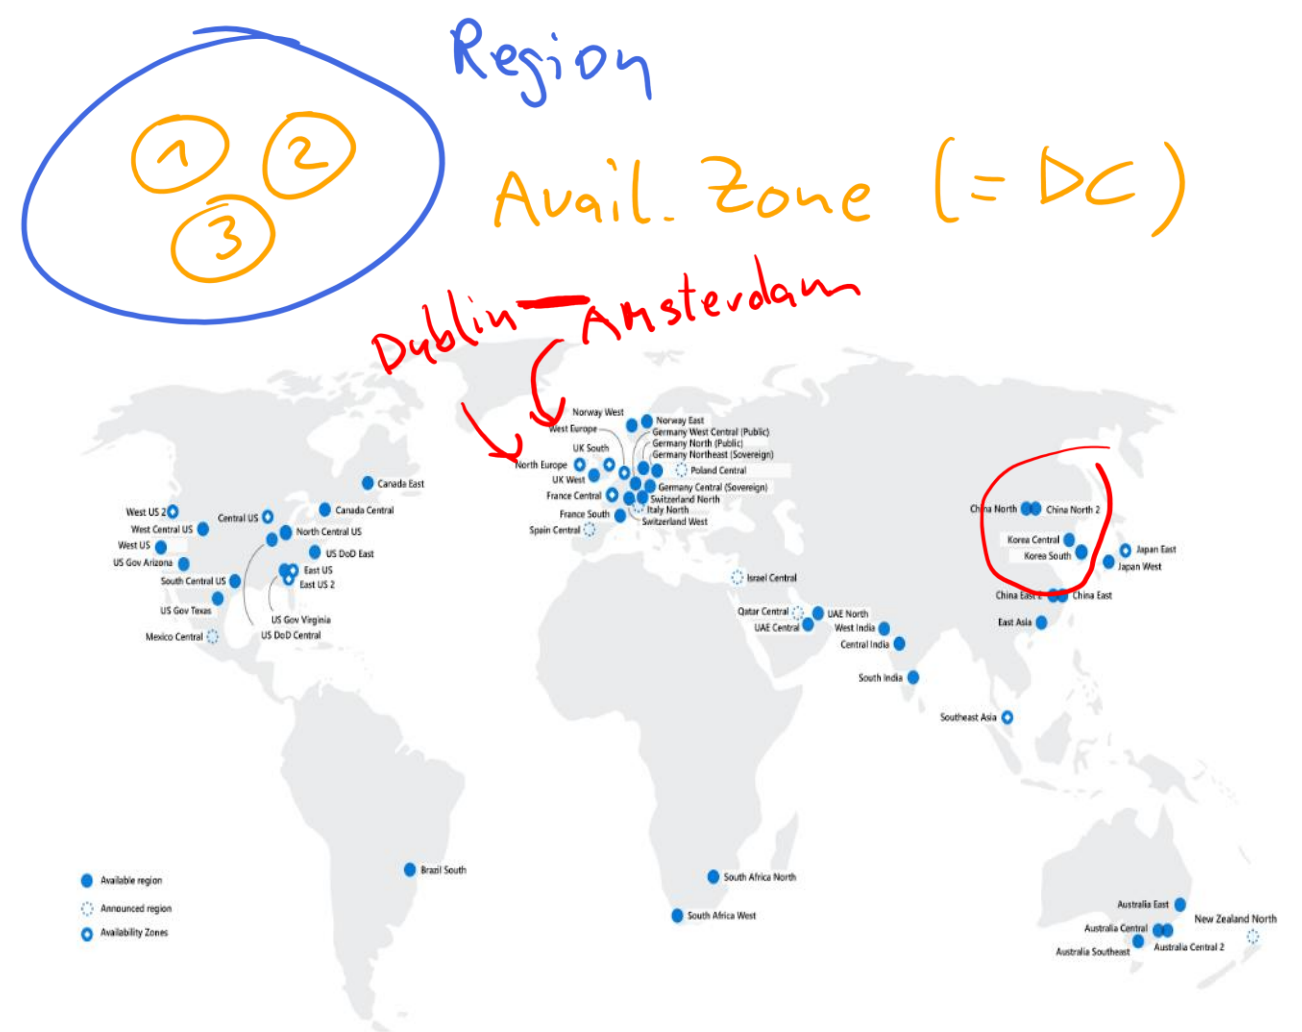 Region
1
2
3
Avail. Zone (= DC)
Dublin — Amsterdam
Norway West
Norway East
West Europe
Germany West Central (Public)
Germany North (Public)
UK South
Germany Northeast (Sovereign)
North Europe
Poland Central
UK West
Germany Central (Sovereign)
France Central
Switzerland North
Italy North
France South
Switzerland West
Spain Central
Canada East
West US 2
Central US
Canada Central
West Central US
North Central US
West US
US DoD East
US Gov Arizona
East US
South Central US
East US 2
US Gov Texas
US Gov Virginia
Mexico Central
US DoD Central
China North
China North 2
Korea Central
Korea South
Japan East
Japan West
Israel Central
China East 2
China East
Qatar Central
UAE North
UAE Central
West India
East Asia
Central India
South India
Southeast Asia
Brazil South
South Africa North
South Africa West
Available region
Announced region
Availability Zones
Australia East
New Zealand North
Australia Central
Australia Central 2
Australia Southeast